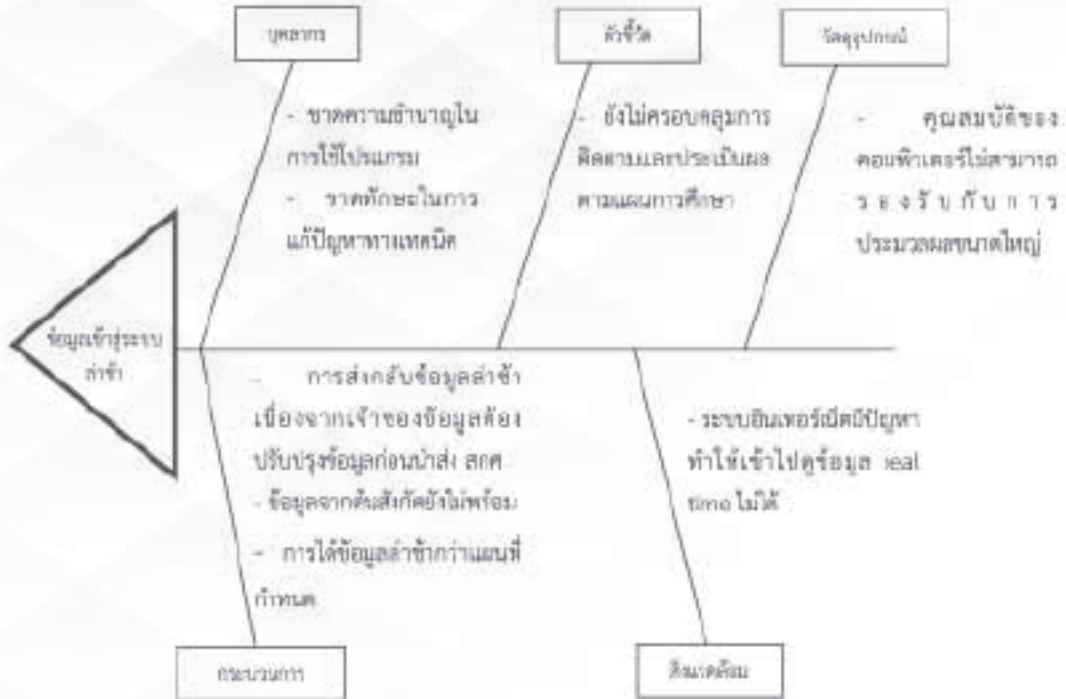 บุคลากร
ตัวชี้วัด
วัสดุอุปกรณ์
- ขาดความชำนาญใน
การใช้โปรแกรม
- ขาดทักษะในการ
แก้ปัญหาทางเทคนิค
- ยังไม่ครอบคลุมการ
ติดตามและประเมินผล
ตามแผนการศึกษา
- คุณสมบัติของ
คอมพิวเตอร์ไม่สามารถ
รองรับกับการ
ประมวลผลขนาดใหญ่
ข้อมูลเข้าสู่ระบบ
ล่าช้า
- การส่งกลับข้อมูลล่าช้า
เนื่องจากเจ้าของข้อมูลต้อง
ปรับปรุงข้อมูลก่อนนำส่ง สกศ
- ข้อมูลจากต้นสังกัดยังไม่พร้อม
- การได้ข้อมูลล่าช้ากว่าแผนที่
กำหนด
- ระบบอินเทอร์เน็ตมีปัญหา
ทำให้เข้าไปดูข้อมูล real
time ไม่ได้
กระบวนการ
สิ่งแวดล้อม